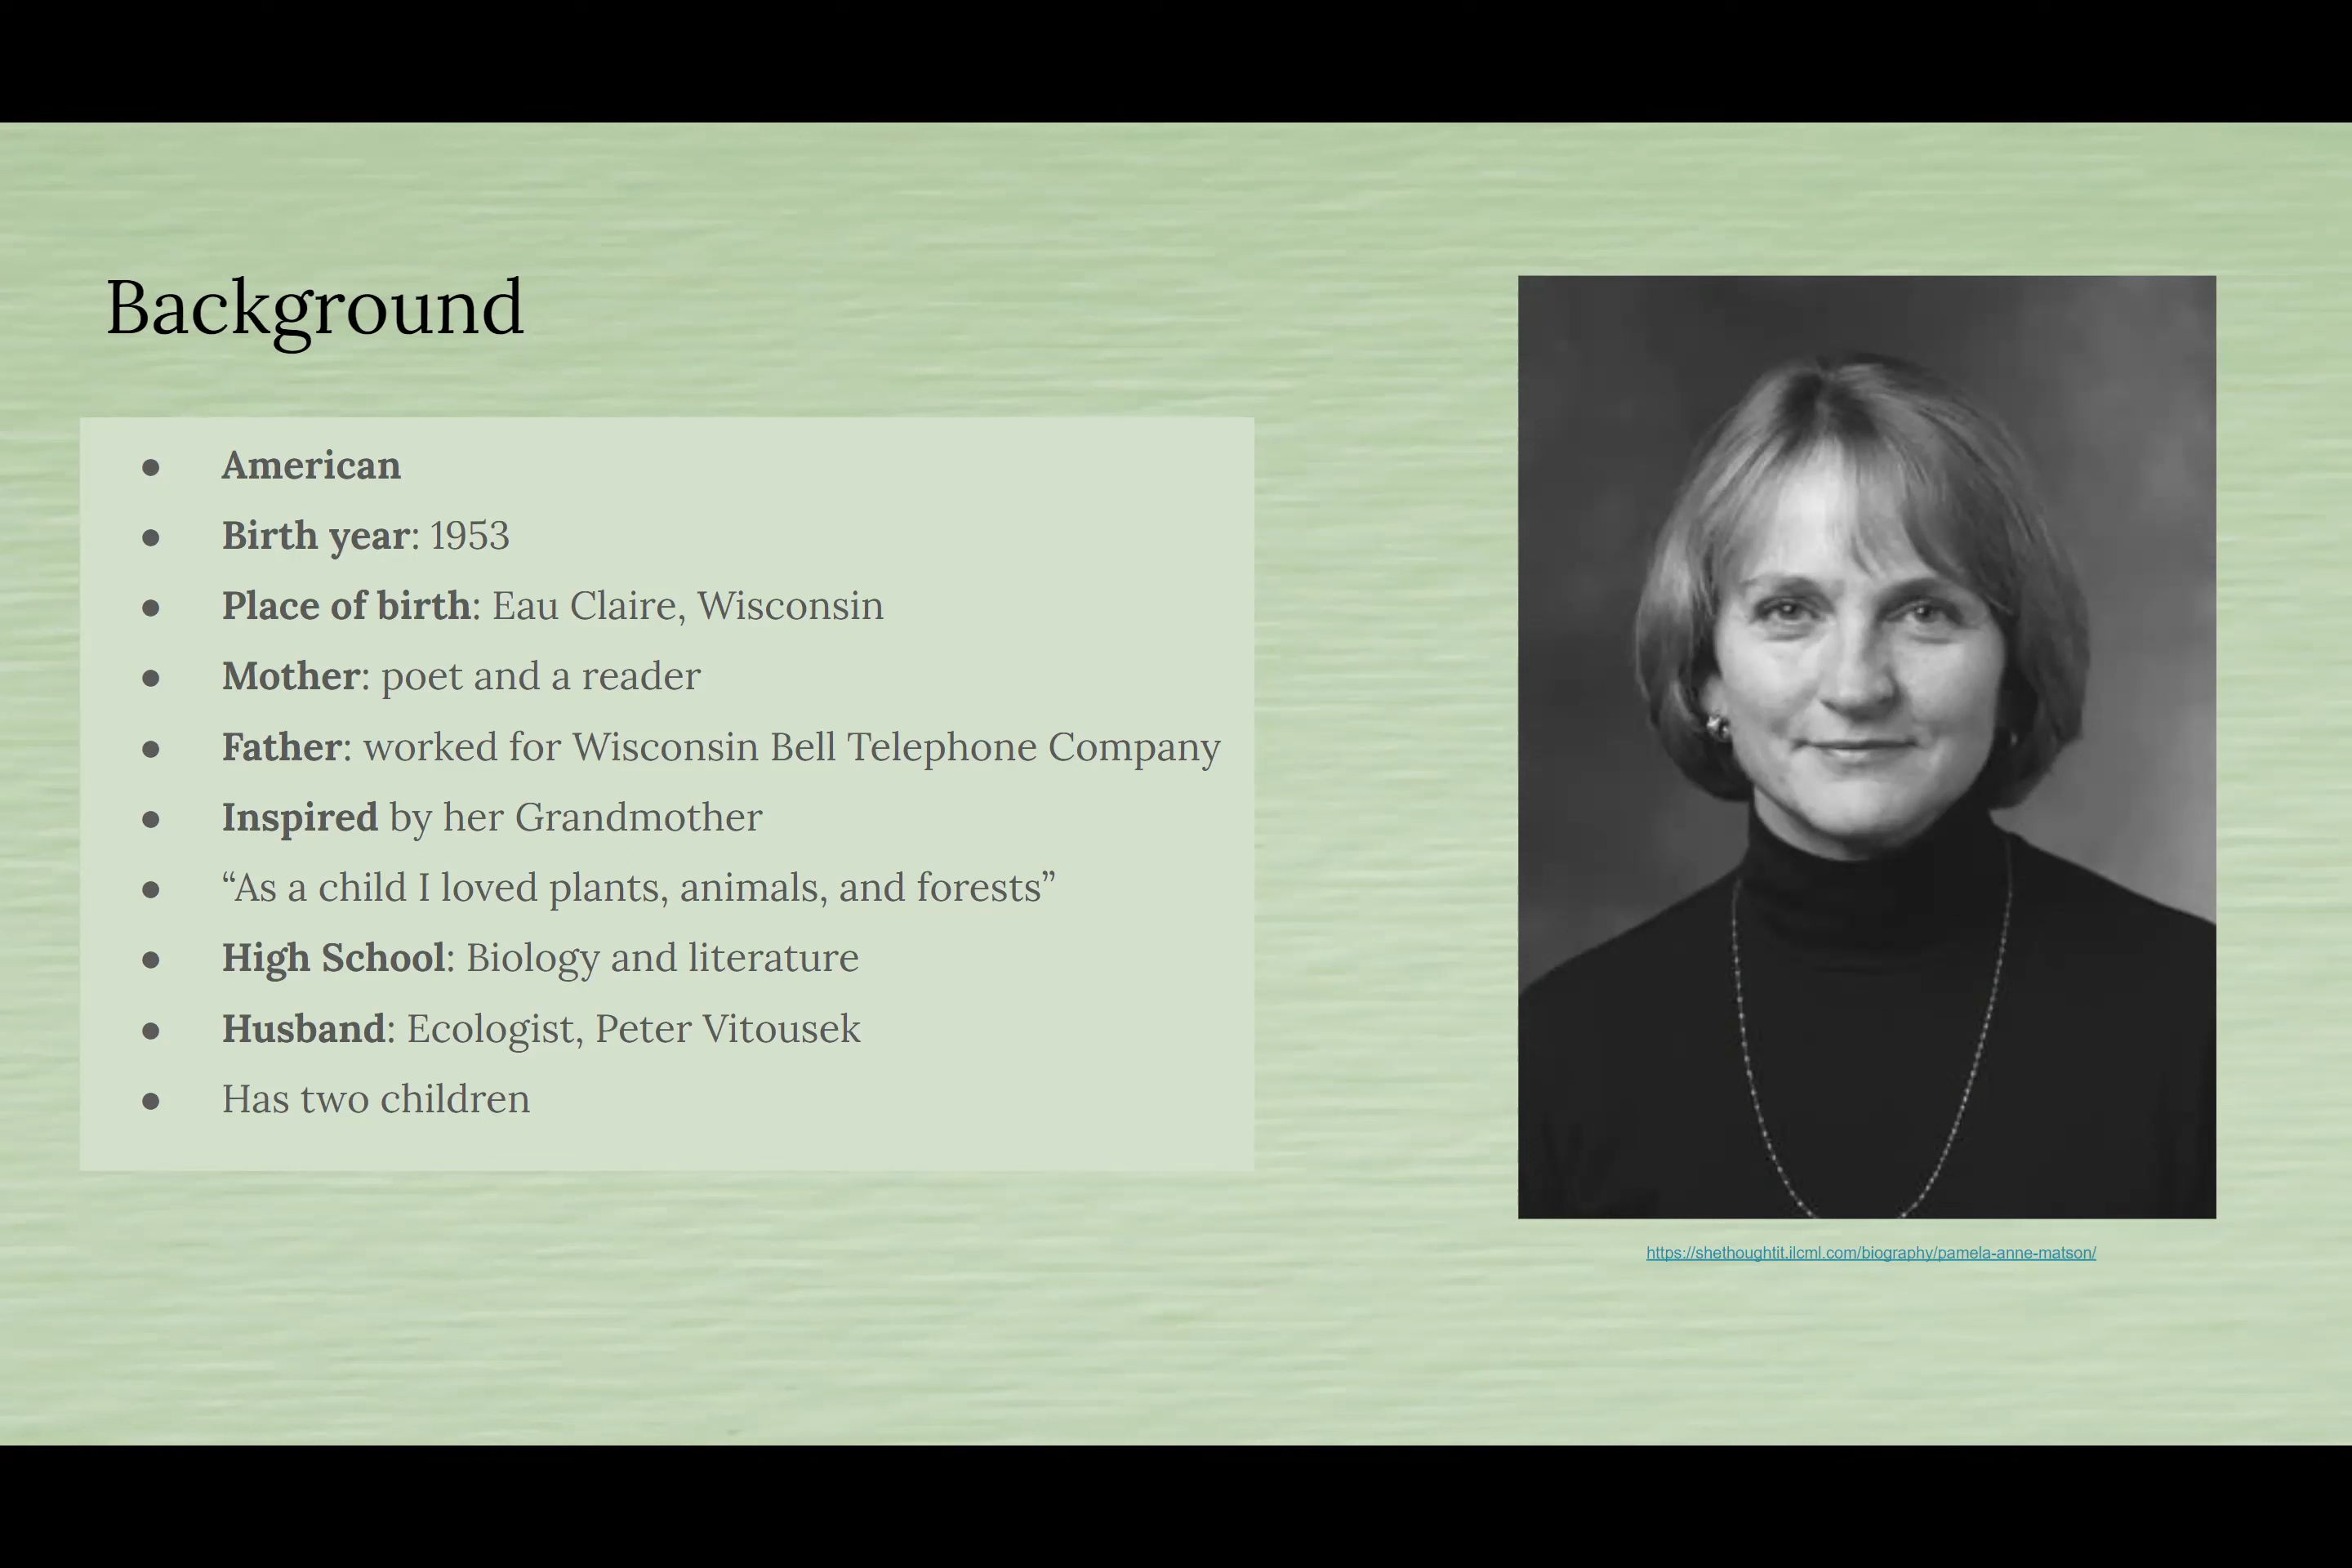 Background
● American
● Birth year: 1953
● Place of birth: Eau Claire, Wisconsin
● Mother: poet and a reader
● Father: worked for Wisconsin Bell Telephone Company
● Inspired by her Grandmother
● “As a child I loved plants, animals, and forests”
● High School: Biology and literature
● Husband: Ecologist, Peter Vitousek
● Has two children
https://shethoughtit.ilcml.com/biography/pamela-anne-matson/